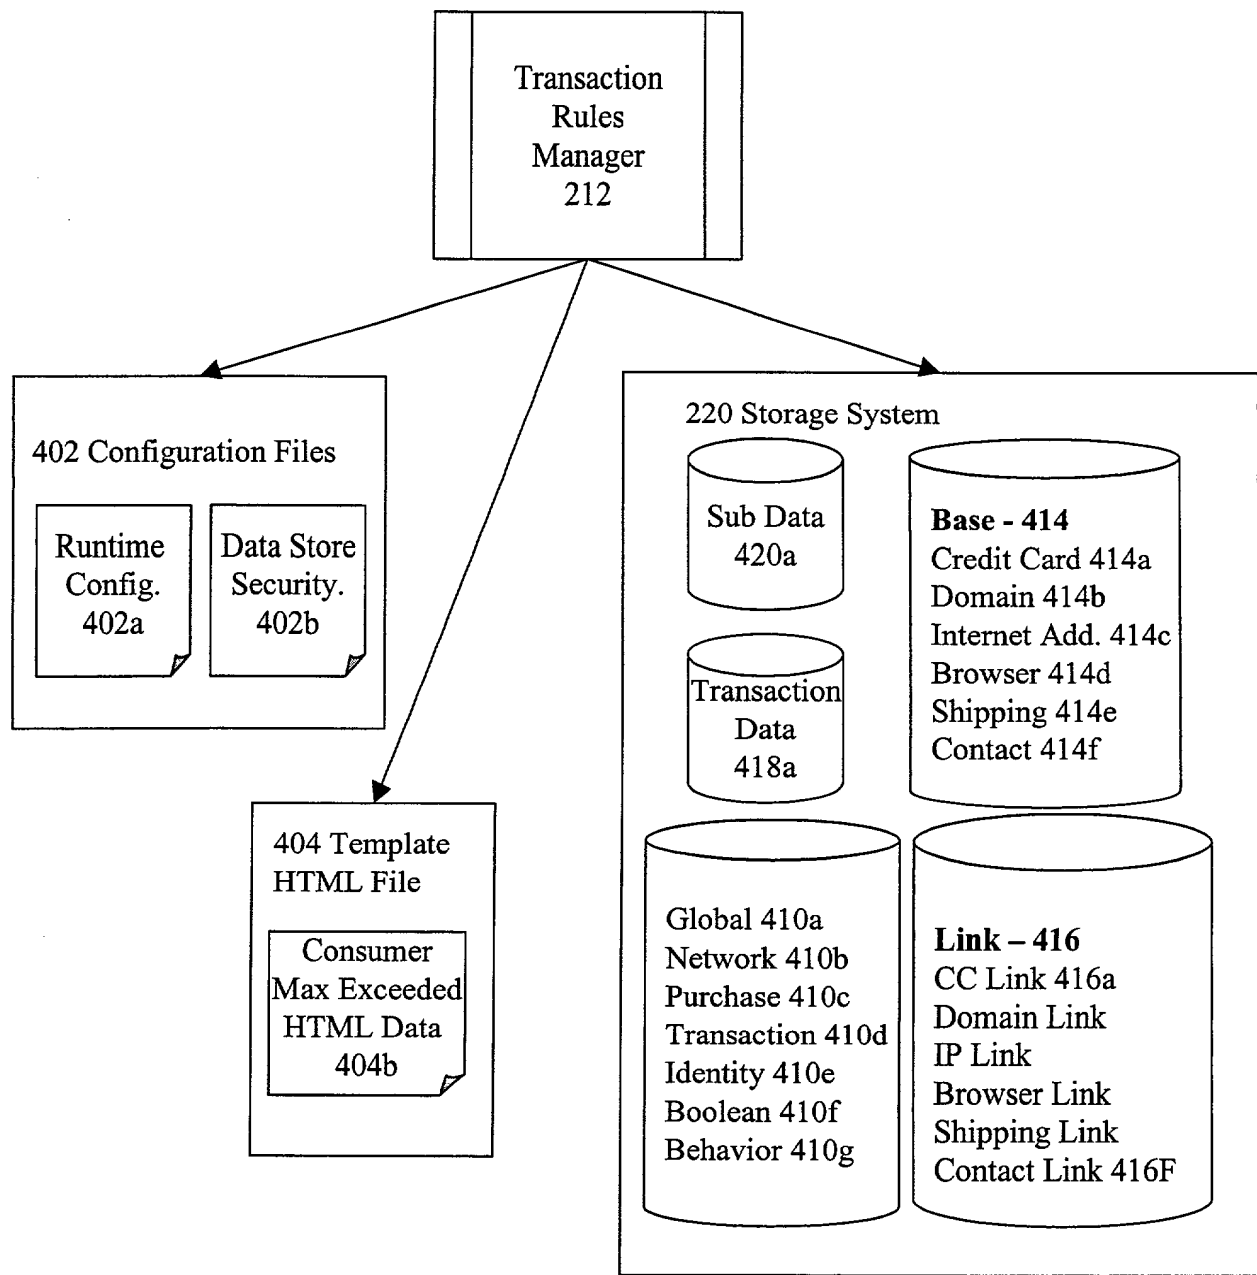 Transaction
Rules
Manager
212
402 Configuration Files
Runtime
Config.
402a
Data Store
Security.
402b
404 Template
HTML File
Consumer
Max Exceeded
HTML Data
404b
220 Storage System
Sub Data
420a
Transaction
Data
418a
Base - 414
Credit Card 414a
Domain 414b
Internet Add. 414c
Browser 414d
Shipping 414e
Contact 414f
Global 410a
Network 410b
Purchase 410c
Transaction 410d
Identity 410e
Boolean 410f
Behavior 410g
Link – 416
CC Link 416a
Domain Link
IP Link
Browser Link
Shipping Link
Contact Link 416F